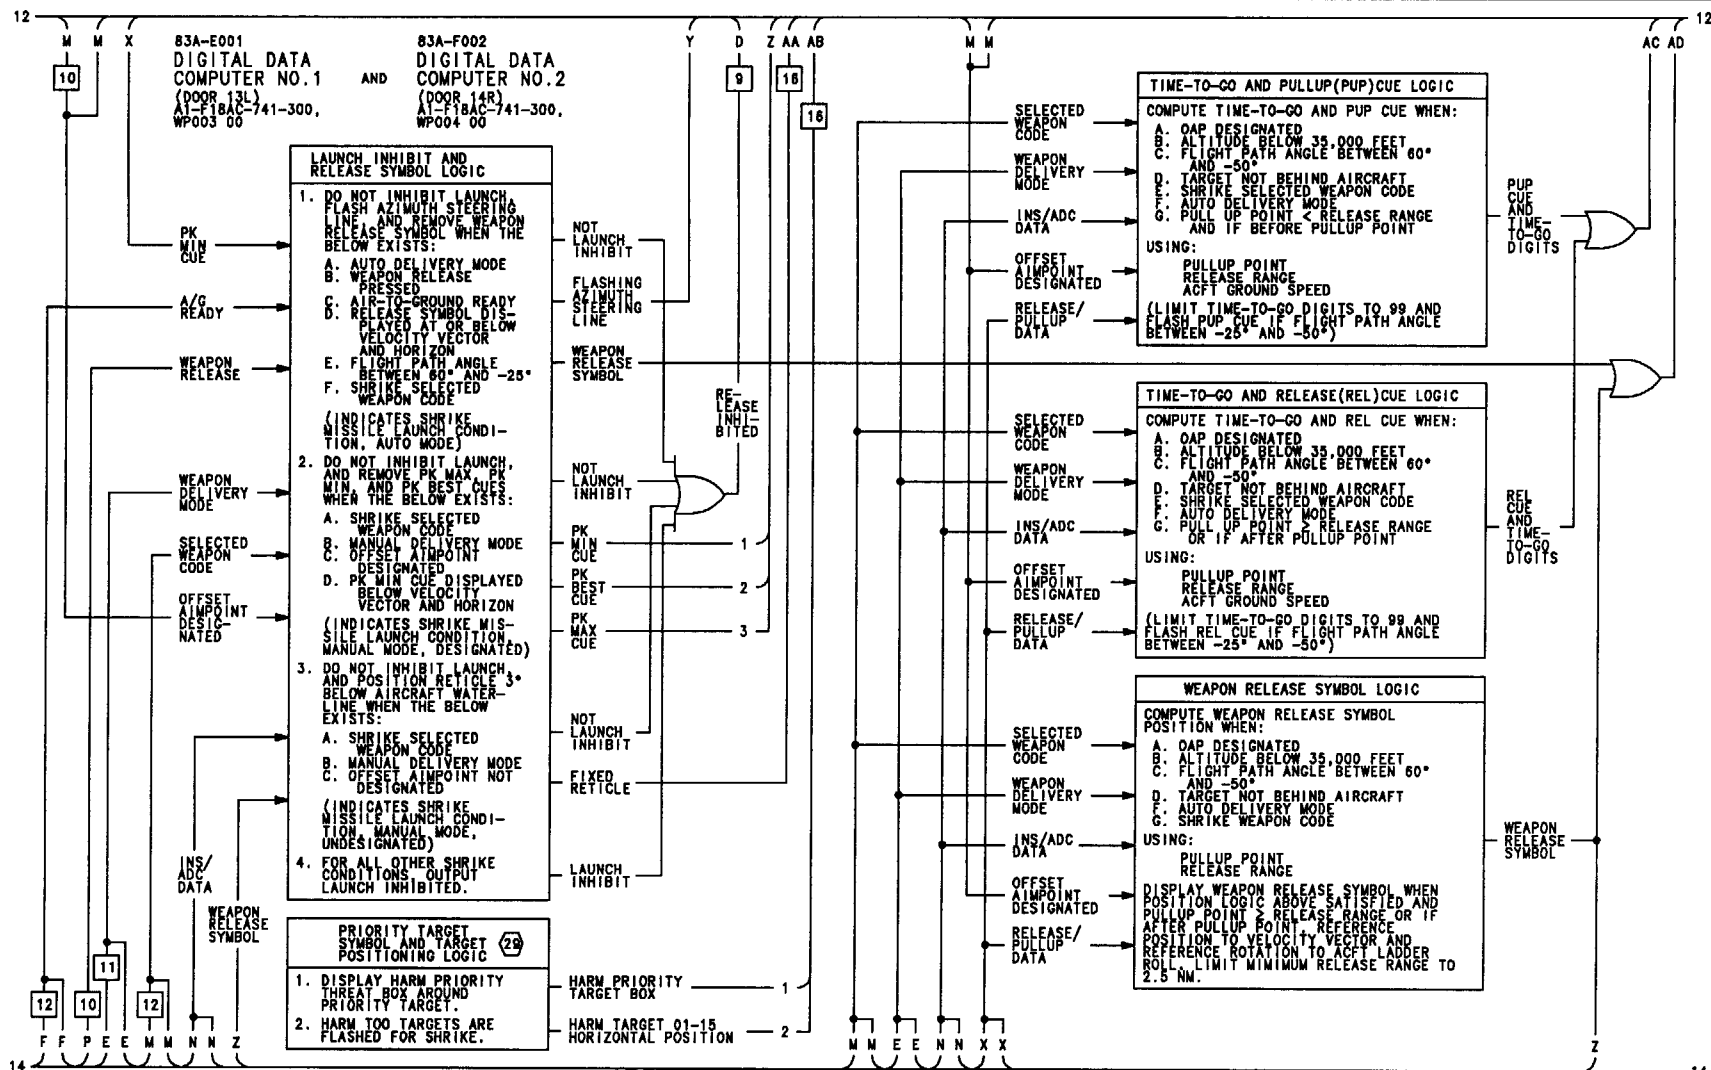 12
12
M
M
X
83A-E001
DIGITAL DATA
COMPUTER NO.1
(DOOR 13L)
A1-F18AC-741-300,
WP003 00
AND
83A-F002
DIGITAL DATA
COMPUTER NO.2
(DOOR 14R)
A1-F18AC-741-300,
WP004 00
Y
D
Z
AA
AB
M
M
AC
AD
10
9
16
16
LAUNCH INHIBIT AND
RELEASE SYMBOL LOGIC
1. DO NOT INHIBIT LAUNCH,
FLASH AZIMUTH STEERING
LINE, AND REMOVE WEAPON
RELEASE SYMBOL WHEN THE
BELOW EXISTS:
A. AUTO DELIVERY MODE
B. WEAPON RELEASE
PRESSED
C. AIR-TO-GROUND READY
D. RELEASE SYMBOL DIS-
PLAYED AT OR BELOW
VELOCITY VECTOR
AND HORIZON
E. FLIGHT PATH ANGLE
BETWEEN 60° AND -25°
F. SHRIKE SELECTED
WEAPON CODE
(INDICATES SHRIKE
MISSILE LAUNCH CONDI-
TION, AUTO MODE)
2. DO NOT INHIBIT LAUNCH,
AND REMOVE PK MAX, PK
MIN, AND PK BEST CUES
WHEN THE BELOW EXISTS:
A. SHRIKE SELECTED
WEAPON CODE
B. MANUAL DELIVERY MODE
C. OFFSET AIMPOINT
DESIGNATED
D. PK MIN CUE DISPLAYED
BELOW VELOCITY
VECTOR AND HORIZON
(INDICATES SHRIKE MIS-
SILE LAUNCH CONDITION,
MANUAL MODE, DESIGNATED)
3. DO NOT INHIBIT LAUNCH,
AND POSITION RETICLE 3°
BELOW AIRCRAFT WATER-
LINE WHEN THE BELOW
EXISTS:
A. SHRIKE SELECTED
WEAPON CODE
B. MANUAL DELIVERY MODE
C. OFFSET AIMPOINT NOT
DESIGNATED
(INDICATES SHRIKE
MISSILE LAUNCH CONDI-
TION, MANUAL MODE,
UNDESIGNATED)
4. FOR ALL OTHER SHRIKE
CONDITIONS, OUTPUT
LAUNCH INHIBITED.
PK
MIN
CUE
A/G
READY
WEAPON
RELEASE
WEAPON
DELIVERY
MODE
SELECTED
WEAPON
CODE
OFFSET
AIMPOINT
DESIG-
NATED
INS/
ADC
DATA
WEAPON
RELEASE
SYMBOL
NOT
LAUNCH
INHIBIT
FLASHING
AZIMUTH
STEERING
LINE
WEAPON
RELEASE
SYMBOL
RE-
LEASE
INHI-
BITED
NOT
LAUNCH
INHIBIT
PK
MIN
CUE
1
PK
BEST
CUE
2
PK
MAX
CUE
3
NOT
LAUNCH
INHIBIT
FIXED
RETICLE
LAUNCH
INHIBIT
PRIORITY TARGET
SYMBOL AND TARGET
POSITIONING LOGIC
29
1. DISPLAY HARM PRIORITY
THREAT BOX AROUND
PRIORITY TARGET.
2. HARM TOO TARGETS ARE
FLASHED FOR SHRIKE.
HARM PRIORITY
TARGET BOX
1
HARM TARGET 01-15
HORIZONTAL POSITION
2
SELECTED
WEAPON
CODE
WEAPON
DELIVERY
MODE
INS/ADC
DATA
OFFSET
AIMPOINT
DESIGNATED
RELEASE/
PULLUP
DATA
TIME-TO-GO AND PULLUP(PUP)CUE LOGIC
COMPUTE TIME-TO-GO AND PUP CUE WHEN:
A. OAP DESIGNATED
B. ALTITUDE BELOW 35,000 FEET
C. FLIGHT PATH ANGLE BETWEEN 60°
AND -50°
D. TARGET NOT BEHIND AIRCRAFT
E. SHRIKE SELECTED WEAPON CODE
F. AUTO DELIVERY MODE
G. PULL UP POINT < RELEASE RANGE
AND IF BEFORE PULLUP POINT
USING:
PULLUP POINT
RELEASE RANGE
ACFT GROUND SPEED
(LIMIT TIME-TO-GO DIGITS TO 99 AND
FLASH PUP CUE IF FLIGHT PATH ANGLE
BETWEEN -25° AND -50°)
PUP
CUE
AND
TIME-
TO-GO
DIGITS
SELECTED
WEAPON
CODE
WEAPON
DELIVERY
MODE
INS/ADC
DATA
OFFSET
AIMPOINT
DESIGNATED
RELEASE/
PULLUP
DATA
TIME-TO-GO AND RELEASE(REL)CUE LOGIC
COMPUTE TIME-TO-GO AND REL CUE WHEN:
A. OAP DESIGNATED
B. ALTITUDE BELOW 35,000 FEET
C. FLIGHT PATH ANGLE BETWEEN 60°
AND -50°
D. TARGET NOT BEHIND AIRCRAFT
E. SHRIKE SELECTED WEAPON CODE
F. AUTO DELIVERY MODE
G. PULL UP POINT ≥ RELEASE RANGE
OR IF AFTER PULLUP POINT
USING:
PULLUP POINT
RELEASE RANGE
ACFT GROUND SPEED
(LIMIT TIME-TO-GO DIGITS TO 99 AND
FLASH REL CUE IF FLIGHT PATH ANGLE
BETWEEN -25° AND -50°)
REL
CUE
AND
TIME-
TO-GO
DIGITS
SELECTED
WEAPON
CODE
WEAPON
DELIVERY
MODE
INS/ADC
DATA
OFFSET
AIMPOINT
DESIGNATED
RELEASE/
PULLUP
DATA
WEAPON RELEASE SYMBOL LOGIC
COMPUTE WEAPON RELEASE SYMBOL
POSITION WHEN:
A. OAP DESIGNATED
B. ALTITUDE BELOW 35,000 FEET
C. FLIGHT PATH ANGLE BETWEEN 60°
AND -50°
D. TARGET NOT BEHIND AIRCRAFT
F. AUTO DELIVERY MODE
G. SHRIKE WEAPON CODE
USING:
PULLUP POINT
RELEASE RANGE
DISPLAY WEAPON RELEASE SYMBOL WHEN
POSITION LOGIC ABOVE SATISFIED AND
PULLUP POINT ≥ RELEASE RANGE OR IF
AFTER PULLUP POINT, REFERENCE
POSITION TO VELOCITY VECTOR AND
REFERENCE ROTATION TO ACFT LADDER
ROLL. LIMIT MIMIMUM RELEASE RANGE TO
2.5 NM.
WEAPON
RELEASE
SYMBOL
12
10
11
12
F
F
P
E
E
M
M
N
N
Z
M
M
E
E
N
N
X
X
Z
14